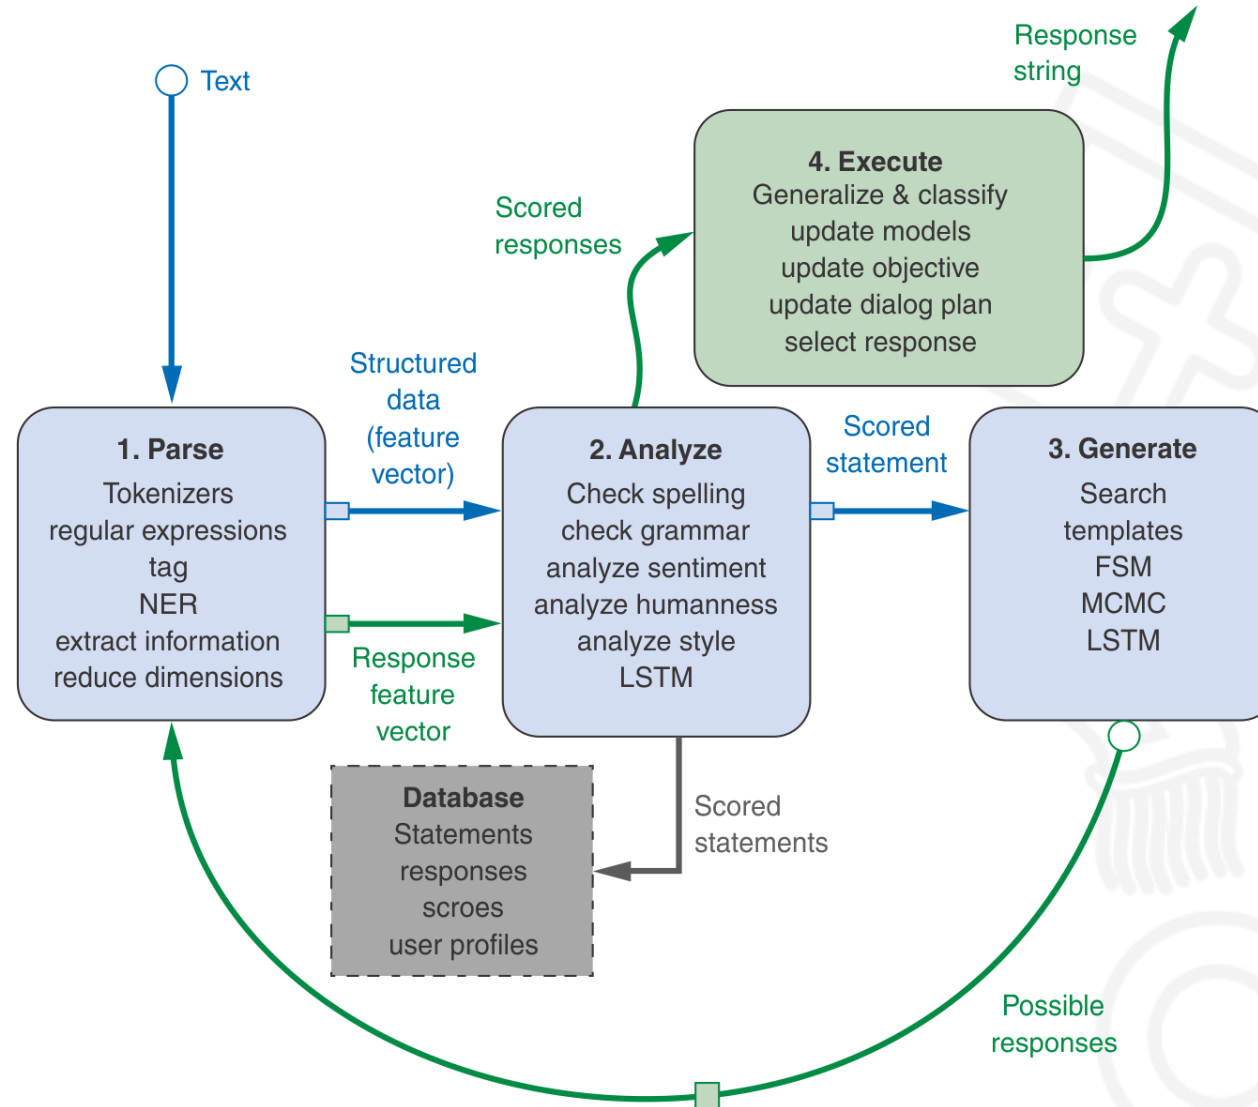 Text
Response
string
4. Execute
Generalize & classify
update models
update objective
update dialog plan
select response
Scored
responses
Structured
data
(feature
vector)
1. Parse
Tokenizers
regular expressions
tag
NER
extract information
reduce dimensions
Response
feature
vector
2. Analyze
Check spelling
check grammar
analyze sentiment
analyze humanness
analyze style
LSTM
Scored
statement
3. Generate
Search
templates
FSM
MCMC
LSTM
Database
Statements
responses
scroes
user profiles
Scored
statements
Possible
responses